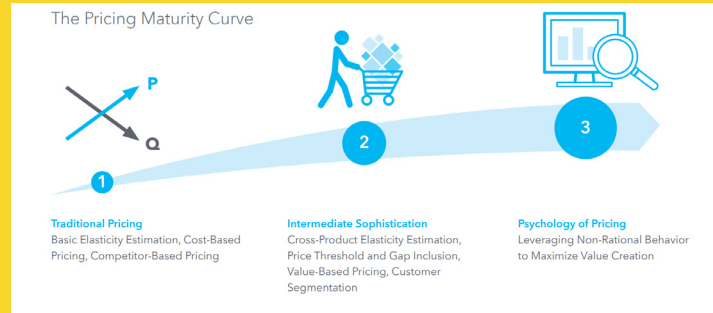 The Pricing Maturity Curve
P
Q
1
2
3
Traditional Pricing
Basic Elasticity Estimation, Cost-Based
Pricing, Competitor-Based Pricing
Intermediate Sophistication
Cross-Product Elasticity Estimation,
Price Threshold and Gap Inclusion,
Value-Based Pricing, Customer
Segmentation
Psychology of Pricing
Leveraging Non-Rational Behavior
to Maximize Value Creation